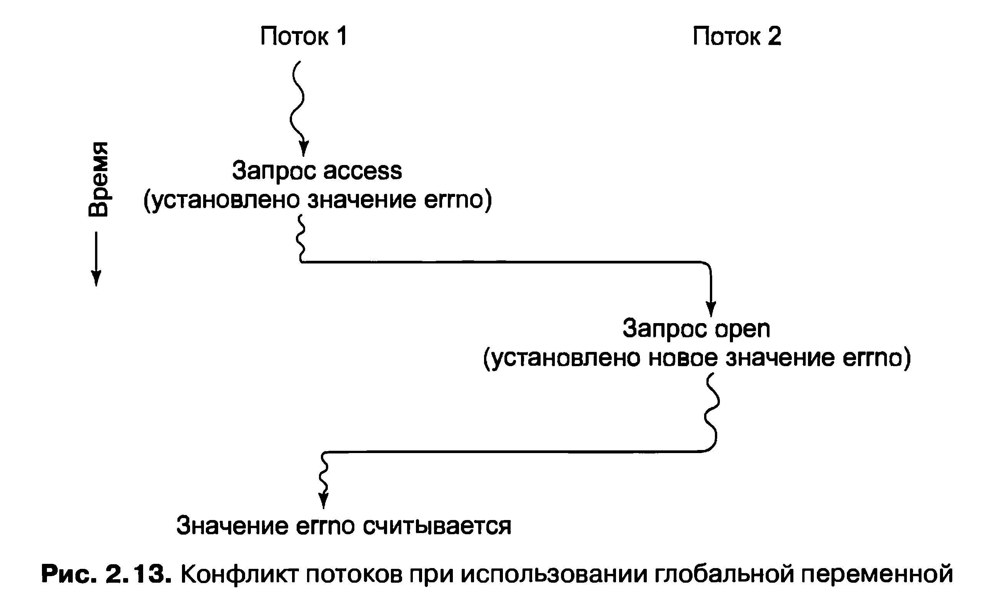 Поток 1
Поток 2
Время
Запрос access
(установлено значение errno)
Запрос open
(установлено новое значение errno)
Значение errno считывается
Рис. 2.13. Конфликт потоков при использовании глобальной переменной